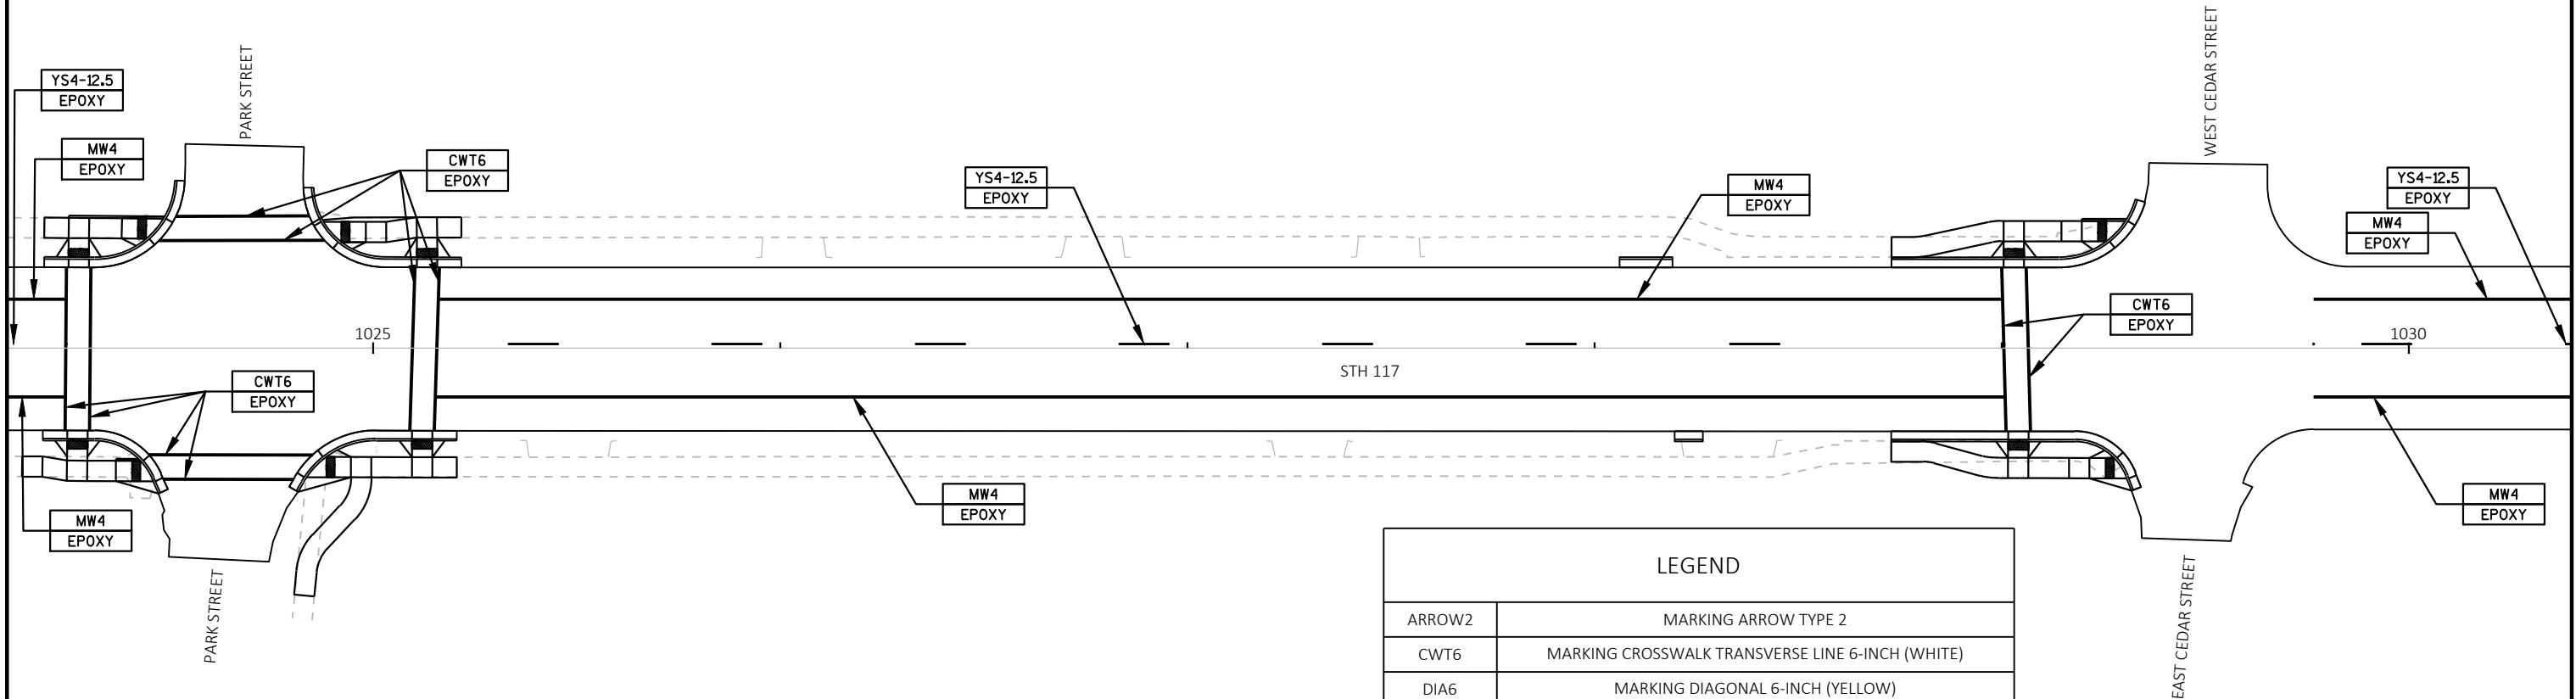 PARK STREET
WEST CEDAR STREET
YS4-12.5
EPOXY
MW4
EPOXY
CWT6
EPOXY
YS4-12.5
EPOXY
MW4
EPOXY
YS4-12.5
EPOXY
MW4
EPOXY
CWT6
EPOXY
1025
1030
STH 117
CWT6
EPOXY
MW4
EPOXY
MW4
EPOXY
MW4
EPOXY
PARK STREET
EAST CEDAR STREET
LEGEND
ARROW2 MARKING ARROW TYPE 2
CWT6 MARKING CROSSWALK TRANSVERSE LINE 6-INCH (WHITE)
DIA6 MARKING DIAGONAL 6-INCH (YELLOW)